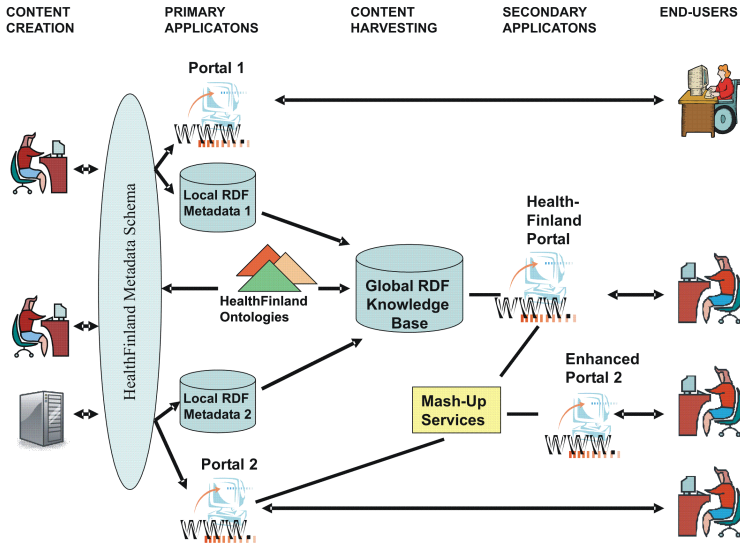 CONTENT
CREATION
PRIMARY
APPLICATONS
CONTENT
HARVESTING
SECONDARY
APPLICATONS
END-USERS
Portal 1
WWW.
Local RDF
Metadata 1
HealthFinland Metadata Schema
HealthFinland
Ontologies
Global RDF
Knowledge
Base
Health-
Finland
Portal
WWW.
Local RDF
Metadata 2
Mash-Up
Services
Enhanced
Portal 2
WWW.
Portal 2
WWW.